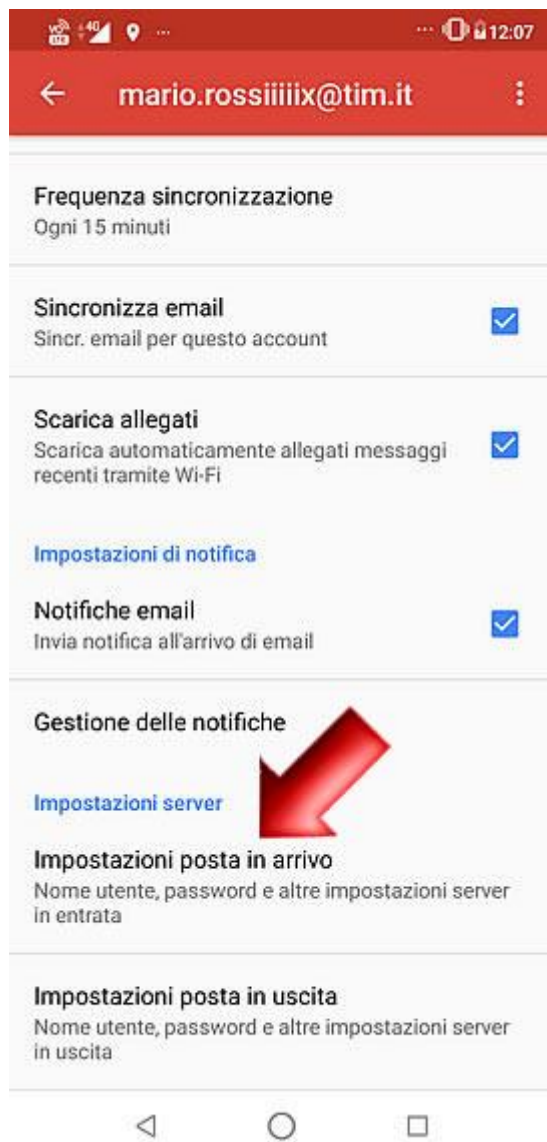 VoD LTE 4G 12:07
mario.rossiiiiix@tim.it
Frequenza sincronizzazione
Ogni 15 minuti
Sincronizza email
Sincr. email per questo account
Scarica allegati
Scarica automaticamente allegati messaggi
recenti tramite Wi-Fi
Impostazioni di notifica
Notifiche email
Invia notifica all'arrivo di email
Gestione delle notifiche
Impostazioni server
Impostazioni posta in arrivo
Nome utente, password e altre impostazioni server
in entrata
Impostazioni posta in uscita
Nome utente, password e altre impostazioni server
in uscita